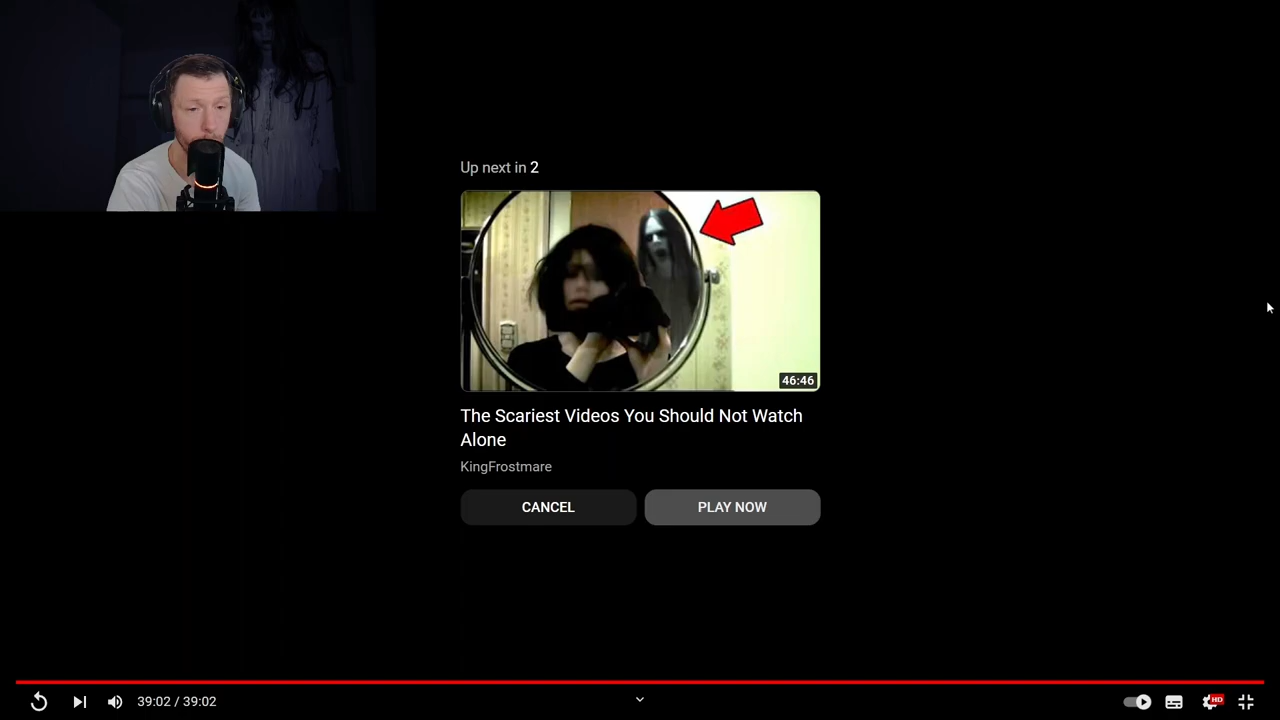 Up next in 2
46:46
The Scariest Videos You Should Not Watch
Alone
KingFrostmare
CANCEL
PLAY NOW
39:02 / 39:02
HD